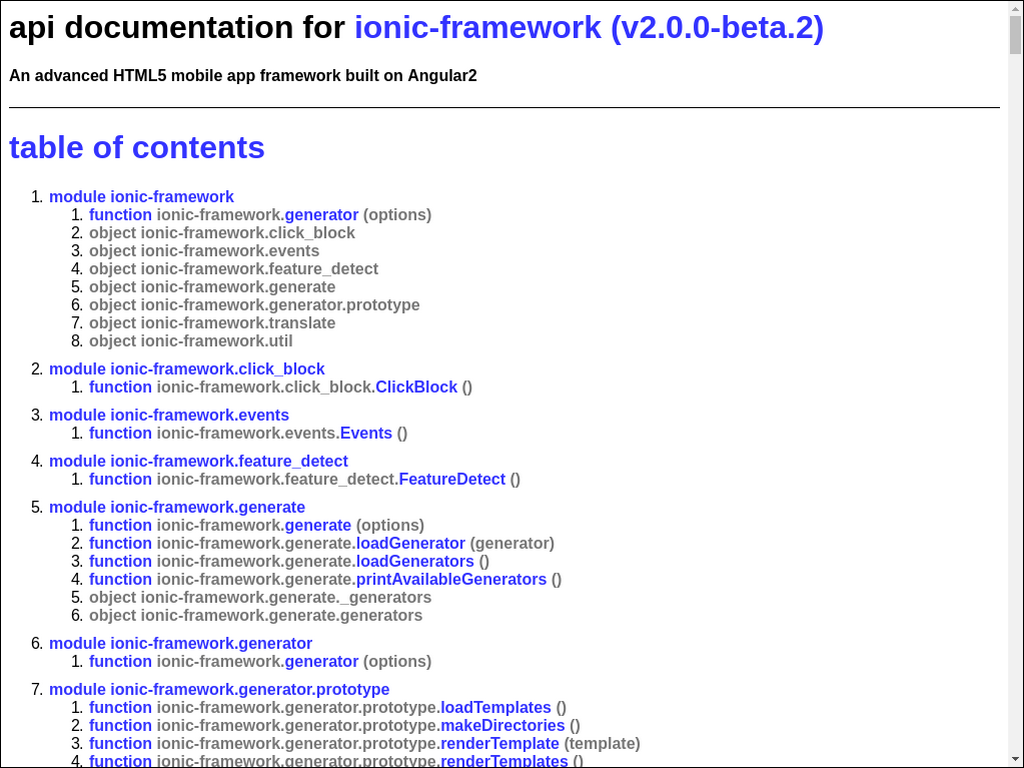 api documentation for ionic-framework (v2.0.0-beta.2)
An advanced HTML5 mobile app framework built on Angular2
table of contents
1. module ionic-framework
1. function ionic-framework.generator (options)
2. object ionic-framework.click_block
3. object ionic-framework.events
4. object ionic-framework.feature_detect
5. object ionic-framework.generate
6. object ionic-framework.generator.prototype
7. object ionic-framework.translate
8. object ionic-framework.util
2. module ionic-framework.click_block
1. function ionic-framework.click_block.ClickBlock ()
3. module ionic-framework.events
1. function ionic-framework.events.Events ()
4. module ionic-framework.feature_detect
1. function ionic-framework.feature_detect.FeatureDetect ()
5. module ionic-framework.generate
1. function ionic-framework.generate (options)
2. function ionic-framework.generate.loadGenerator (generator)
3. function ionic-framework.generate.loadGenerators ()
4. function ionic-framework.generate.printAvailableGenerators ()
5. object ionic-framework.generate._generators
6. object ionic-framework.generate.generators
6. module ionic-framework.generator
1. function ionic-framework.generator (options)
7. module ionic-framework.generator.prototype
1. function ionic-framework.generator.prototype.loadTemplates ()
2. function ionic-framework.generator.prototype.makeDirectories ()
3. function ionic-framework.generator.prototype.renderTemplate (template)
4. function ionic-framework.generator.prototype.renderTemplates ()